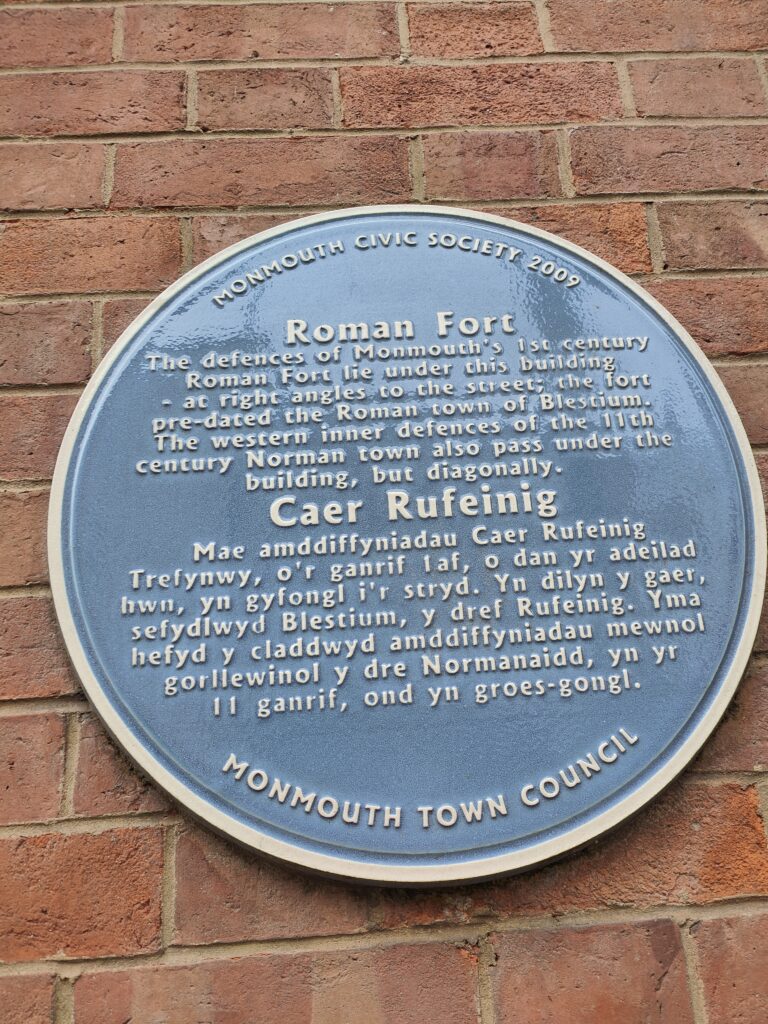 MONMOUTH CIVIC SOCIETY 2009
Roman Fort
The defences of Monmouth's 1st century
Roman Fort lie under this building
- at right angles to the street; the fort
pre-dated the Roman town of Blestium.
The western inner defences of the 11th
century Norman town also pass under the
building, but diagonally.
Caer Rufeinig
Mae amddiffyniadau Caer Rufeinig
Trefynwy, o'r ganrif 1af, o dan yr adeilad
hwn, yn gyfongl i'r stryd. Yn dilyn y gaer,
sefydlwyd Blestium, y dref Rufeinig. Yma
hefyd y claddwyd amddiffyniadau mewnol
gorllewinol y dre Normanaidd, yn yr
11 ganrif, ond yn groes-gongl.
MONMOUTH TOWN COUNCIL